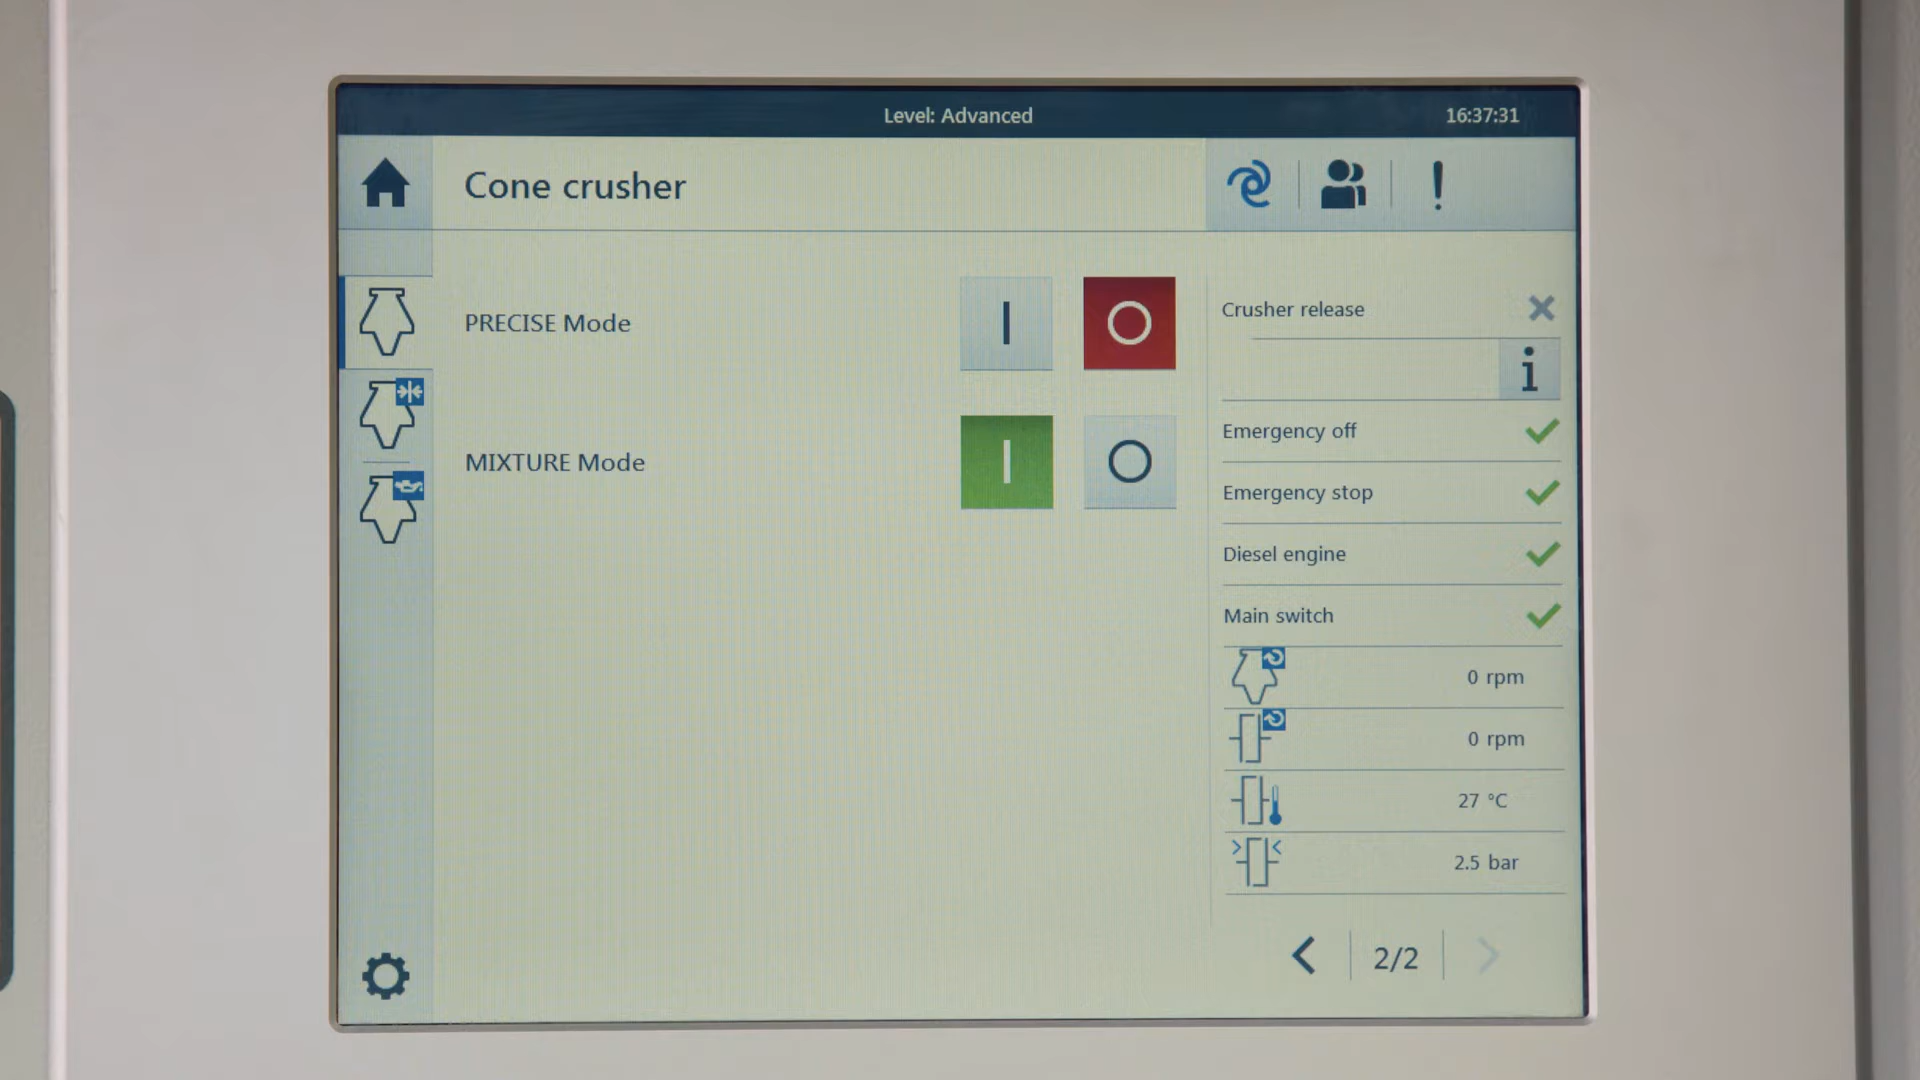 Level: Advanced
16:37:31
Cone crusher
PRECISE Mode
MIXTURE Mode
Crusher release
i
Emergency off
Emergency stop
Diesel engine
Main switch
0 rpm
0 rpm
27 °C
2.5 bar
2/2